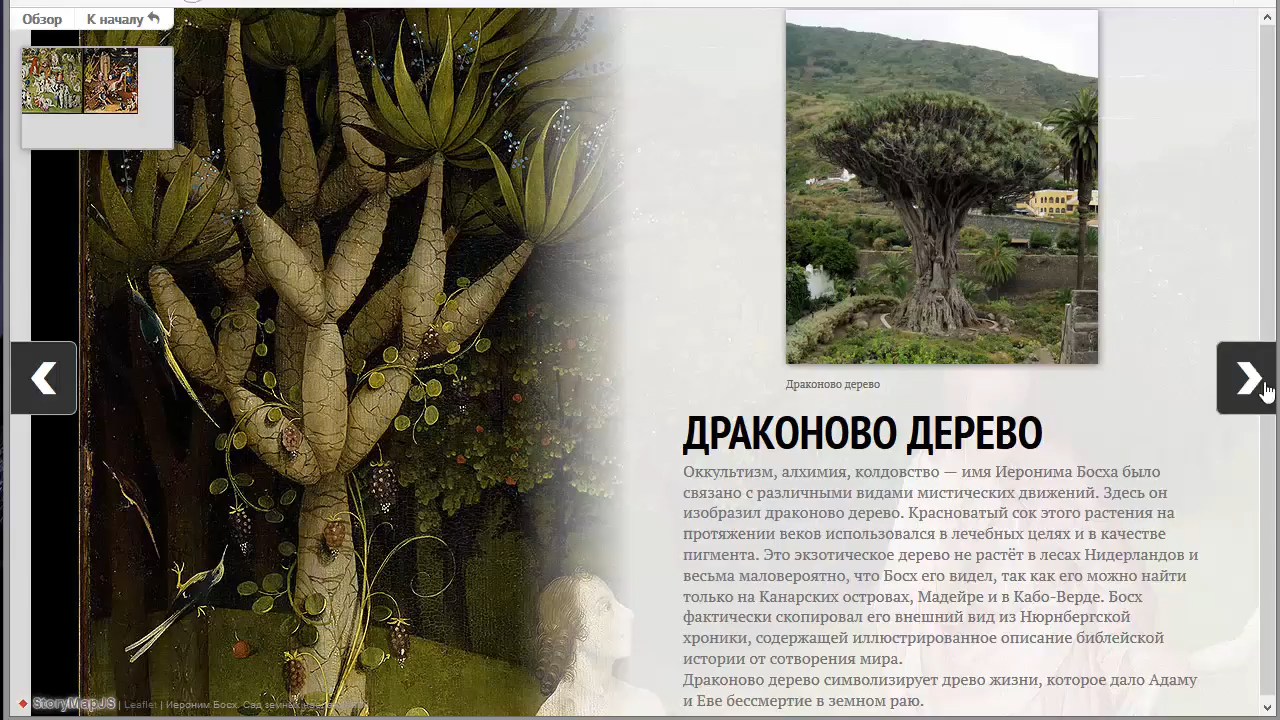 Обзор
К началу
Драконово дерево
ДРАКОНОВО ДЕРЕВО
Оккультизм, алхимия, колдовство — имя Иеронима Босха было
связано с различными видами мистических движений. Здесь он
изобразил драконово дерево. Красноватый сок этого растения на
протяжении веков использовался в лечебных целях и в качестве
пигмента. Это экзотическое дерево не растёт в лесах Нидерландов и
весьма маловероятно, что Босх его видел, так как его можно найти
только на Канарских островах, Мадейре и в Кабо-Верде. Босх
фактически скопировал его внешний вид из Нюрнбергской
хроники, содержащей иллюстрированное описание библейской
истории от сотворения мира.
Драконово дерево символизирует древо жизни, которое дало Адаму
и Еве бессмертие в земном раю.
StoryMapJS | Leaflet | Иероним Босх. Сад земных